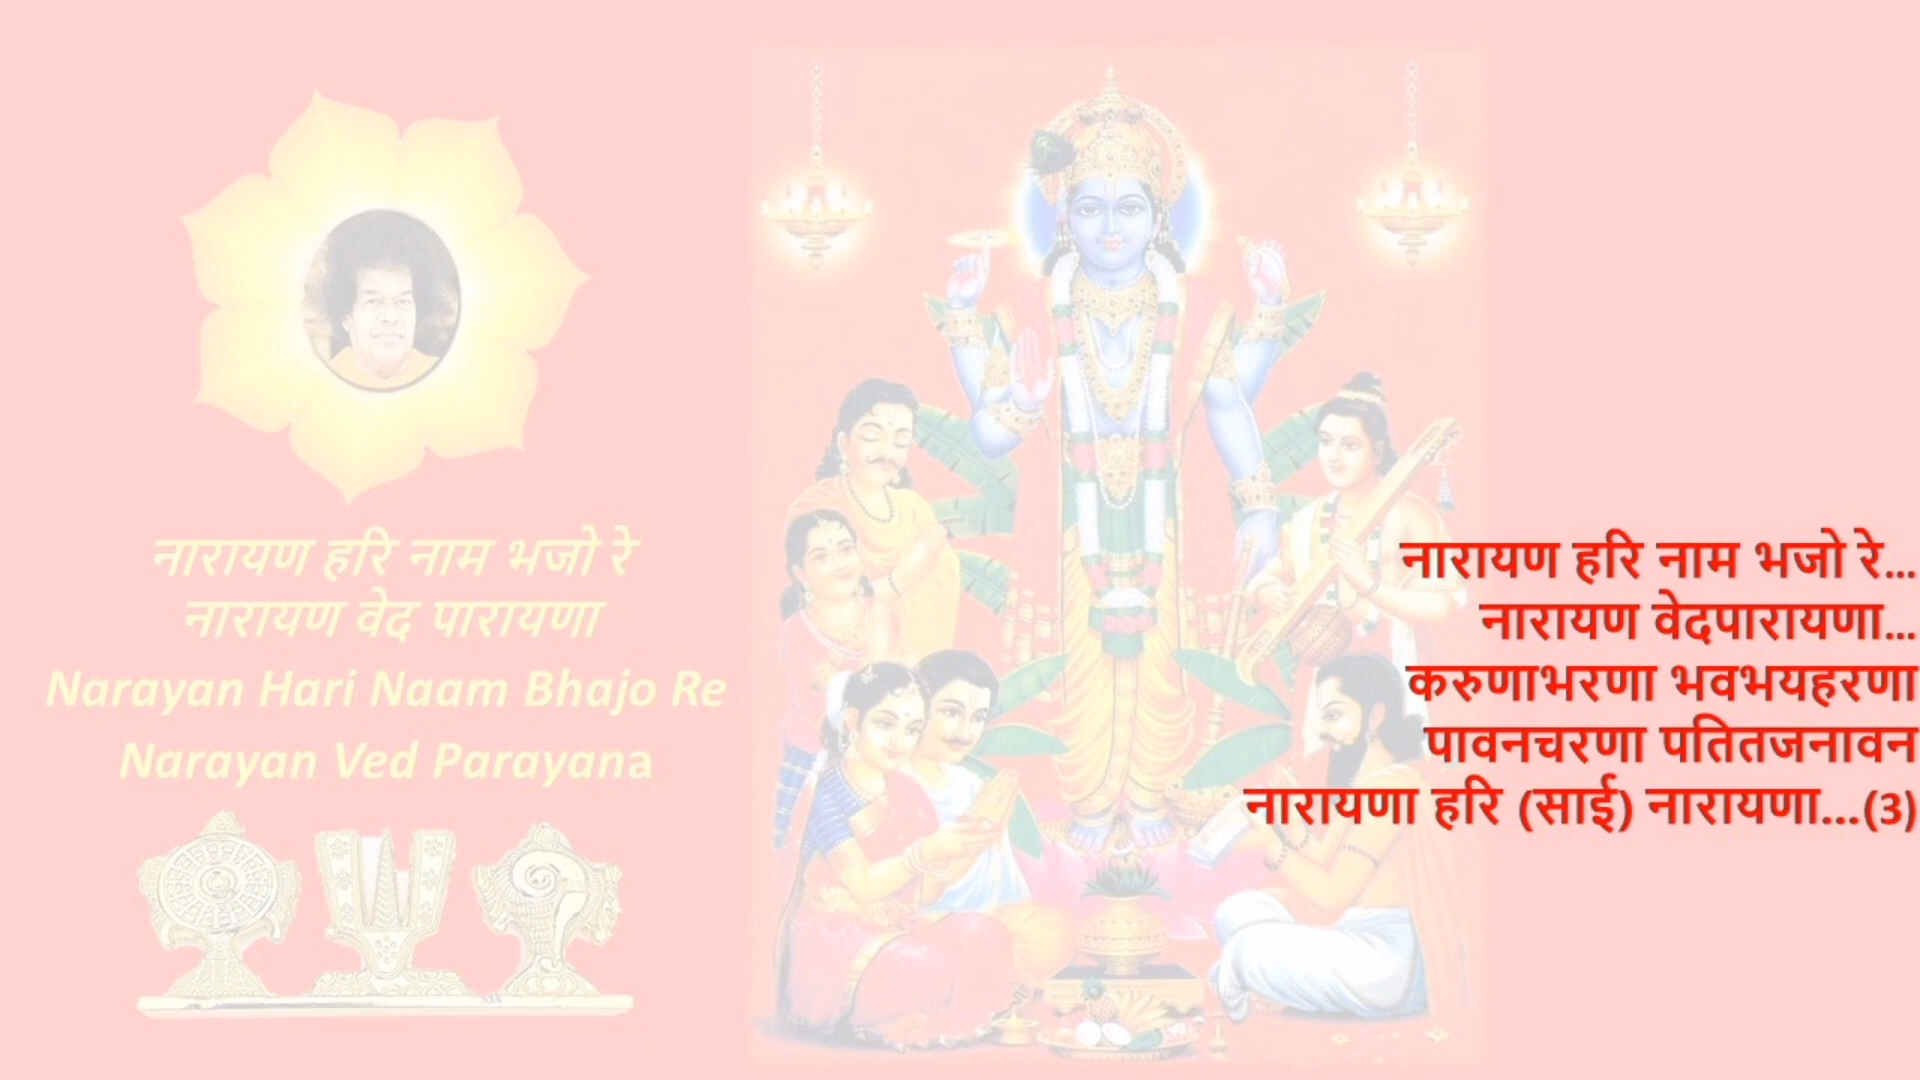 नारायण हरि नाम भजो रे
नारायण वेद पारायणा
Narayan Hari Naam Bhajo Re
Narayan Ved Parayana
नारायण हरि नाम भजो रे...
नारायण वेदपारायणा...
करुणाभरणा भवभयहरणा
पावनचरणा पतितजनावन
नारायणा हरि (साई) नारायणा...(3)